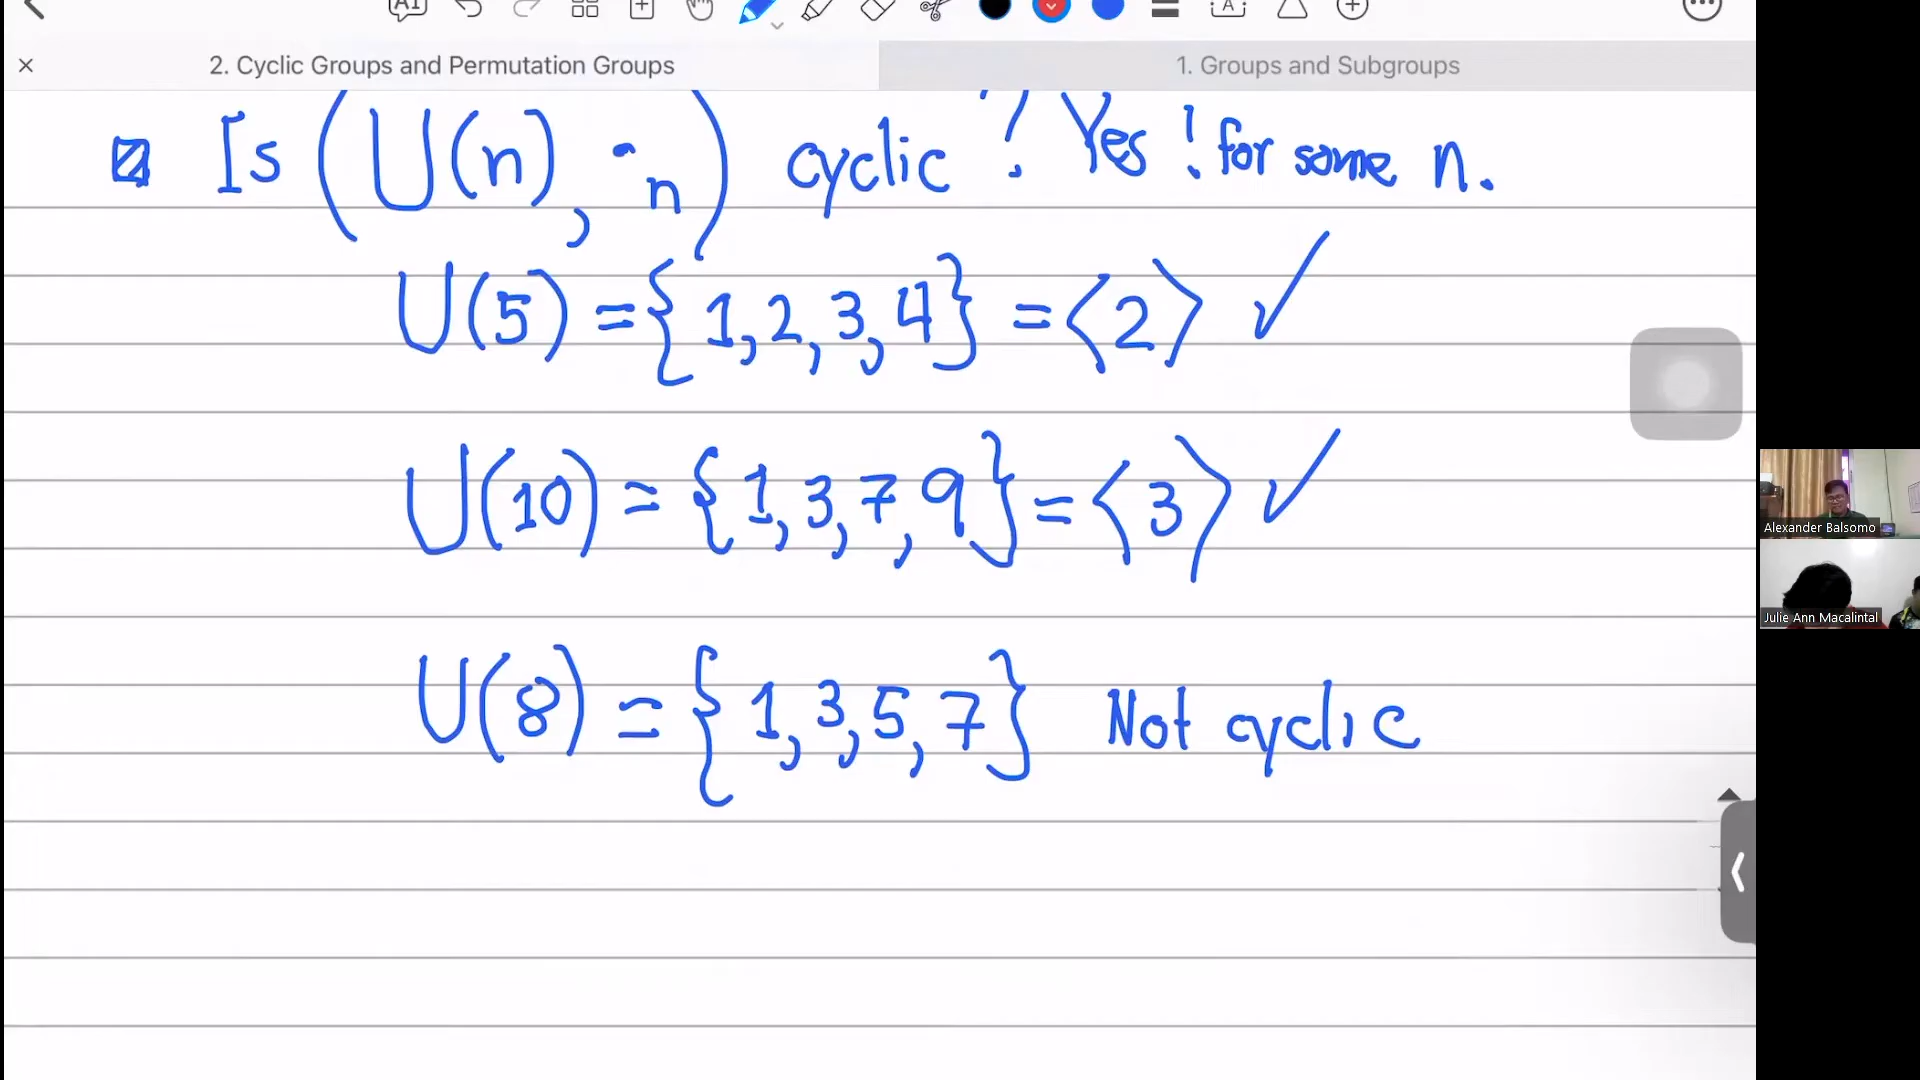 AI
A
× 2. Cyclic Groups and Permutation Groups 1. Groups and Subgroups
Is (U(n), ·n) cyclic ? Yes ! for some n.
U(5) = {1, 2, 3, 4} = ⟨2⟩ ✓
U(10) = {1, 3, 7, 9} = ⟨3⟩ ✓
U(8) = {1, 3, 5, 7} Not cyclic
Alexander Balsomo
Julie Ann Macalintal